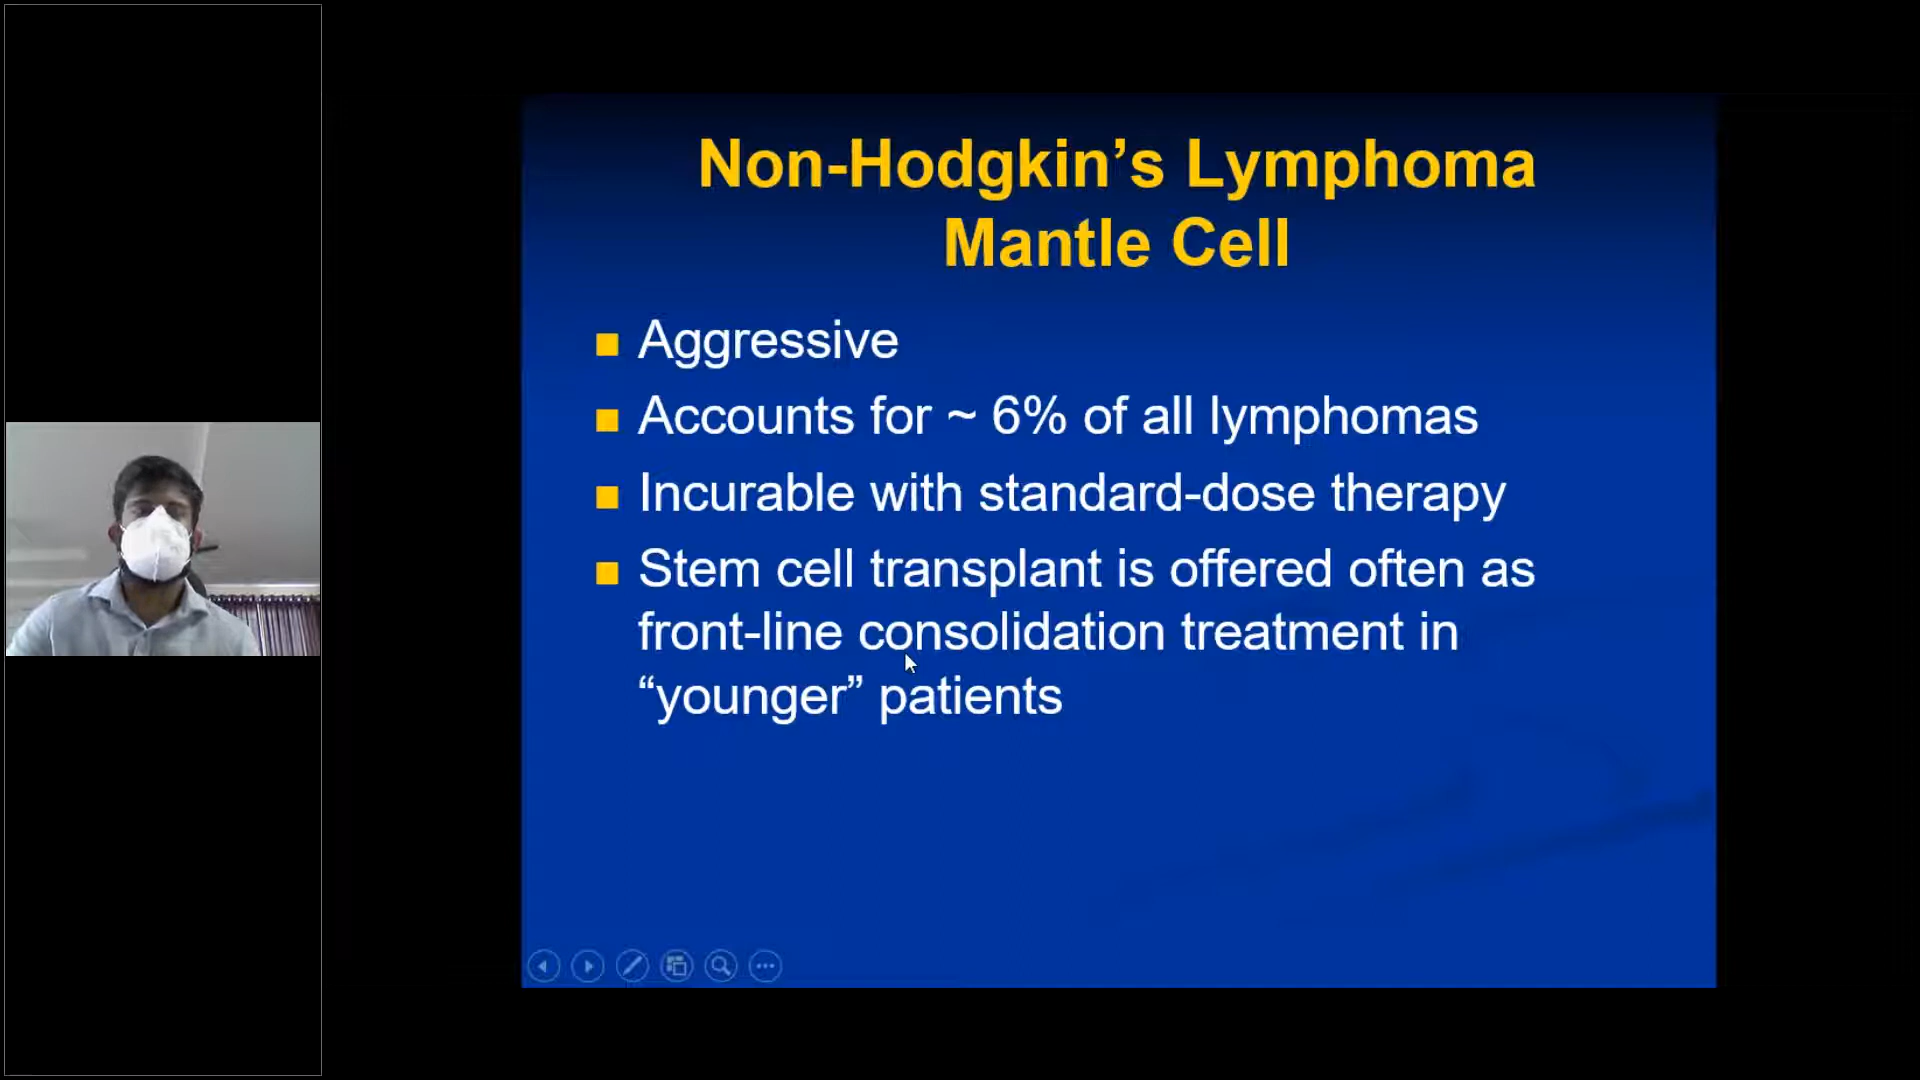 Non-Hodgkin’s Lymphoma
Mantle Cell
Aggressive
Accounts for ~ 6% of all lymphomas
Incurable with standard-dose therapy
Stem cell transplant is offered often as
front-line consolidation treatment in
“younger” patients